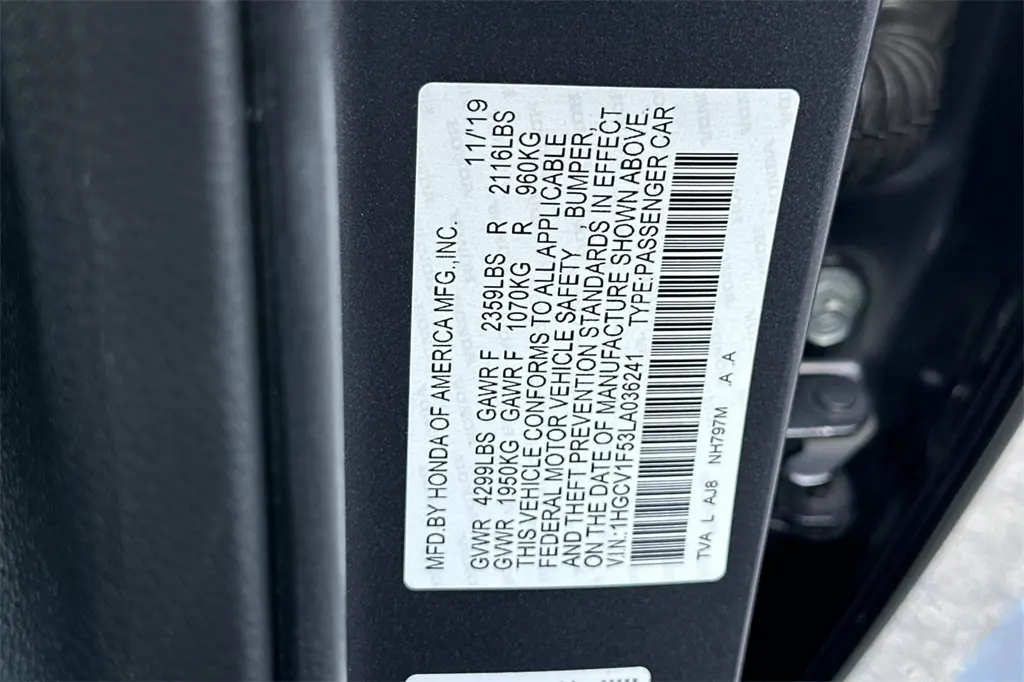 MFD.BY HONDA OF AMERICA MFG.,INC. 11/'19
GVWR 4299LBS GAWR F 2359LBS R 2116LBS
GVWR 1950KG GAWR F 1070KG R 960KG
THIS VEHICLE CONFORMS TO ALL APPLICABLE
FEDERAL MOTOR VEHICLE SAFETY , BUMPER,
AND THEFT PREVENTION STANDARDS IN EFFECT
ON THE DATE OF MANUFACTURE SHOWN ABOVE.
V.I.N.:1HGCV1F53LA036241 TYPE:PASSENGER CAR
TVA L AJ8 NH797M .A .A